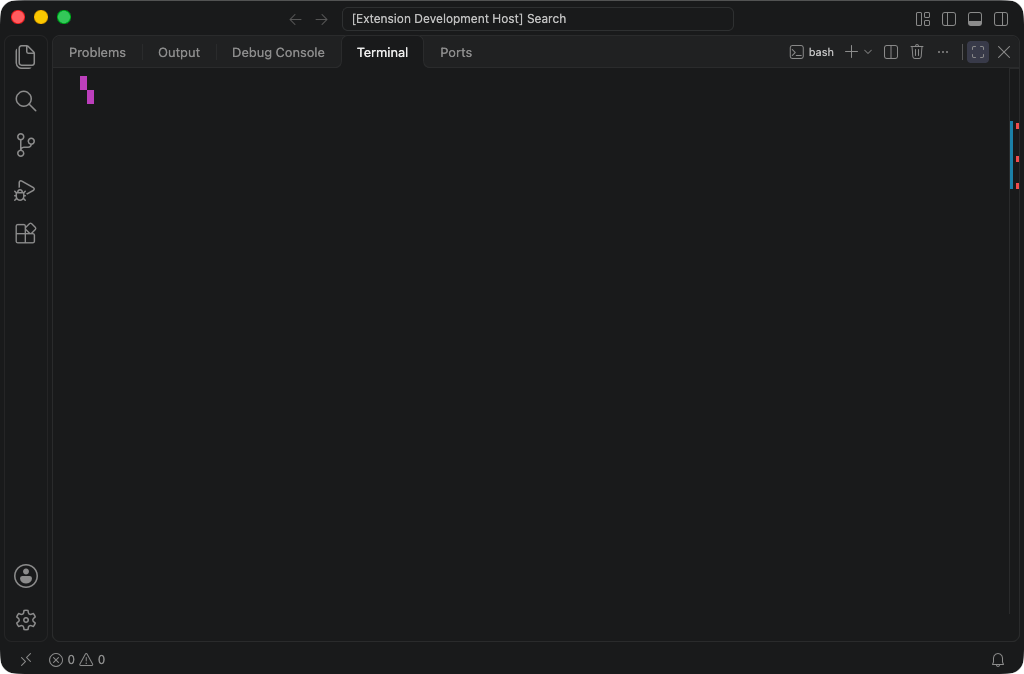 [Extension Development Host] Search
Problems Output Debug Console Terminal Ports bash
0 0